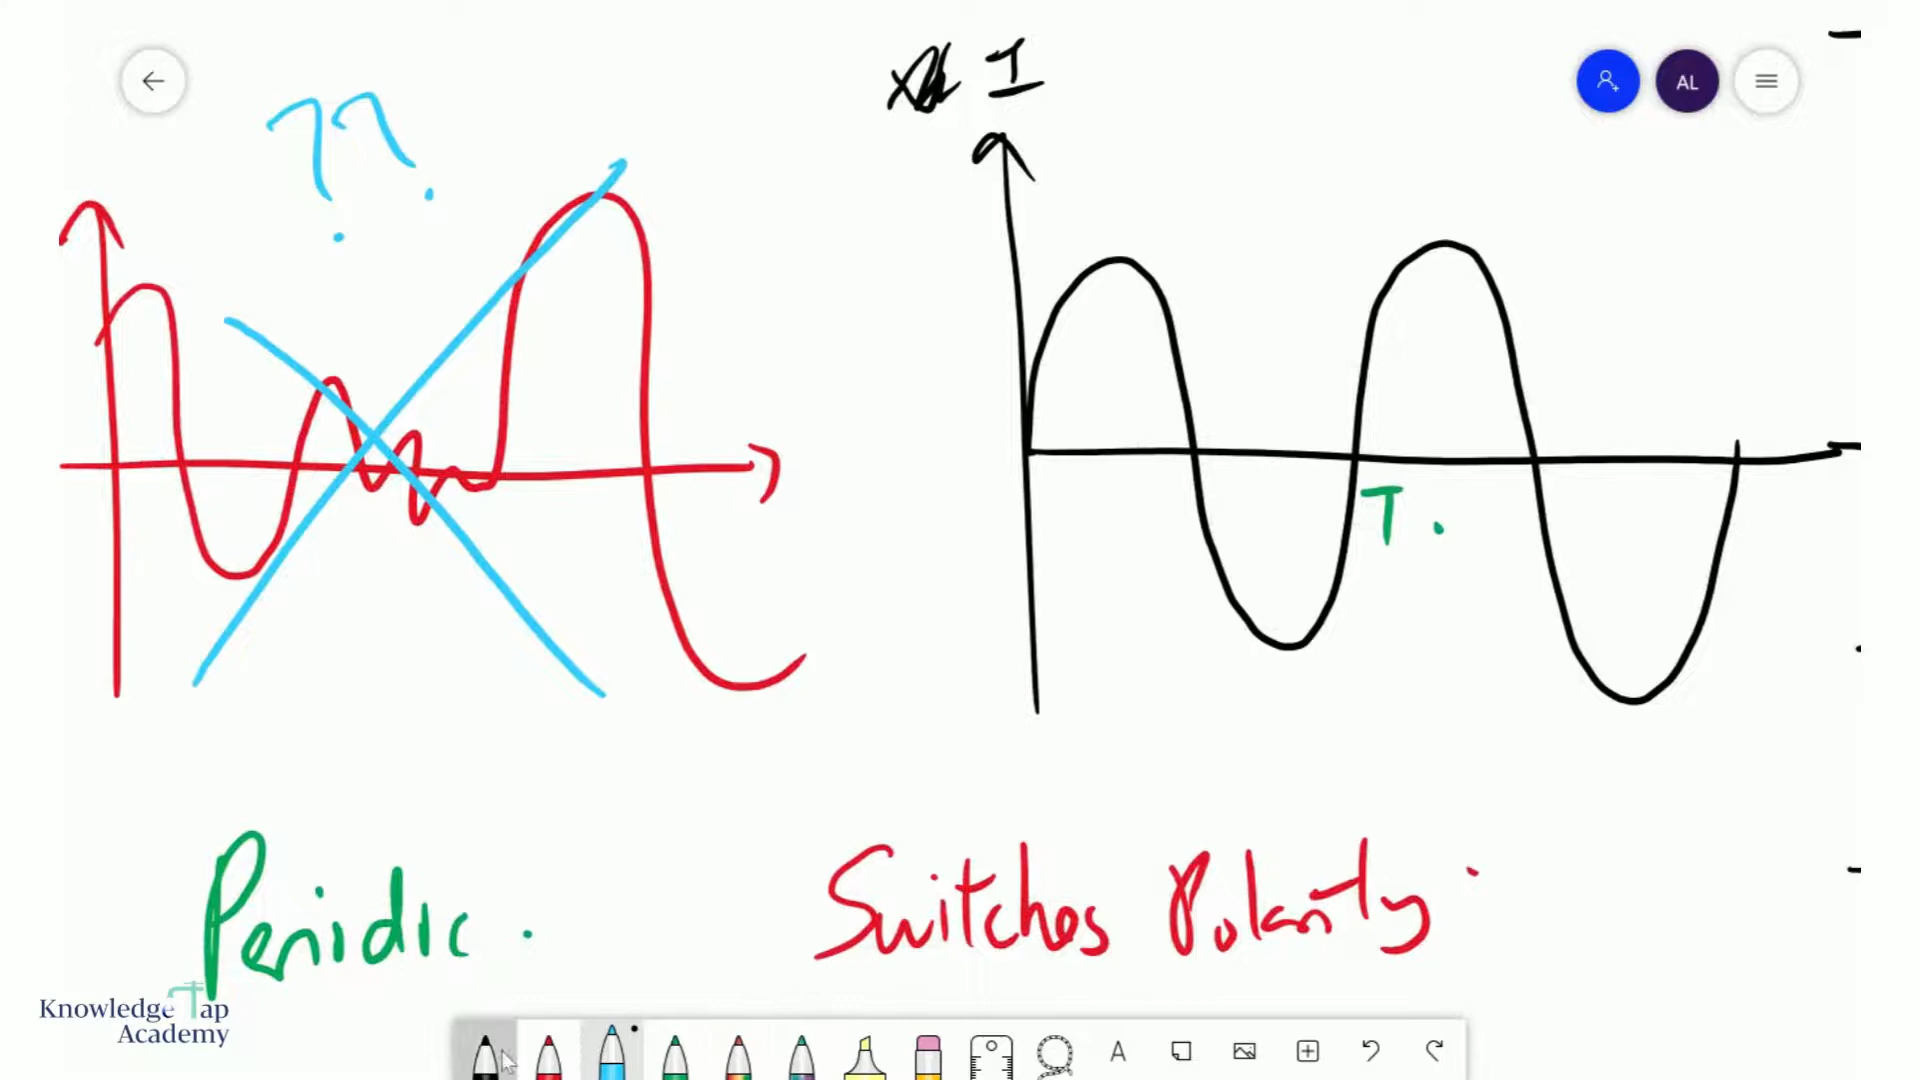 ??
I
AL
T.
Periodic.
Switches Polarity.
Knowledge Tap
Academy
A